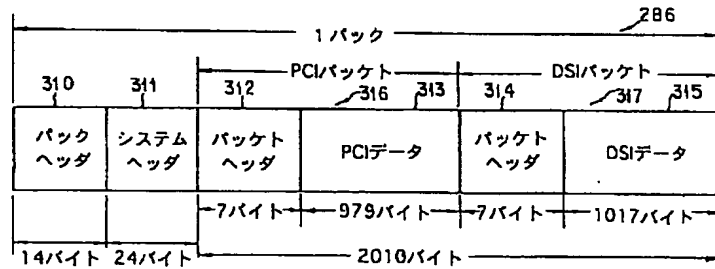 286
1 パック
PCIパケット
DSIパケット
310
311
312
316
313
314
317
315
パック
ヘッダ
システム
ヘッダ
パケット
ヘッダ
PCIデータ
パケット
ヘッダ
DSIデータ
7バイト
979バイト
7バイト
1017バイト
14バイト
24バイト
2010バイト